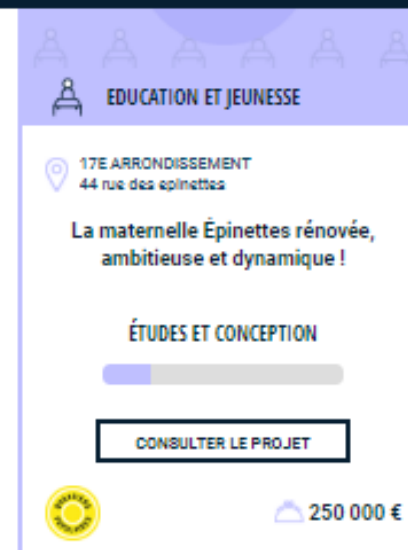 EDUCATION ET JEUNESSE
17E ARRONDISSEMENT
44 rue des epinettes
La maternelle Épinettes rénovée,
ambitieuse et dynamique !
ÉTUDES ET CONCEPTION
CONSULTER LE PROJET
250 000 €